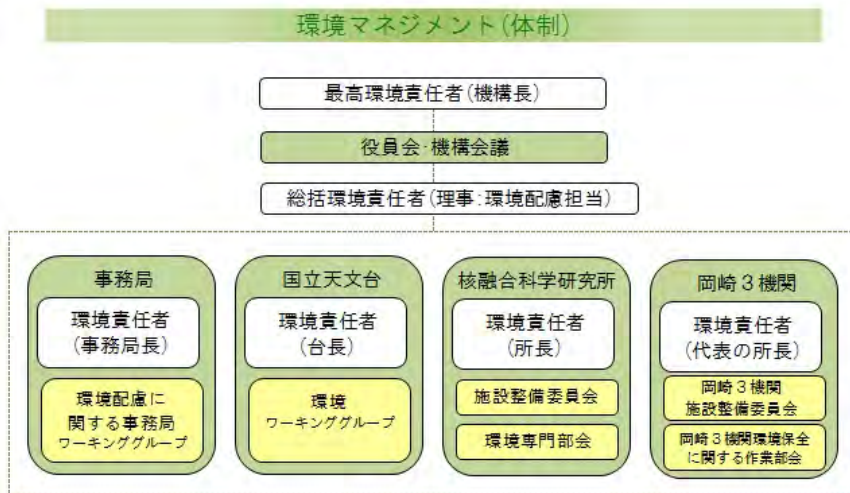 環境マネジメント(体制)
最高環境責任者(機構長)
役員会・機構会議
総括環境責任者(理事:環境配慮担当)
事務局
環境責任者
(事務局長)
環境配慮に
関する事務局
ワーキンググループ
国立天文台
環境責任者
(台長)
環境
ワーキンググループ
核融合科学研究所
環境責任者
(所長)
施設整備委員会
環境専門部会
岡崎3機関
環境責任者
(代表の所長)
岡崎3機関
施設整備委員会
岡崎3機関環境保全
に関する作業部会